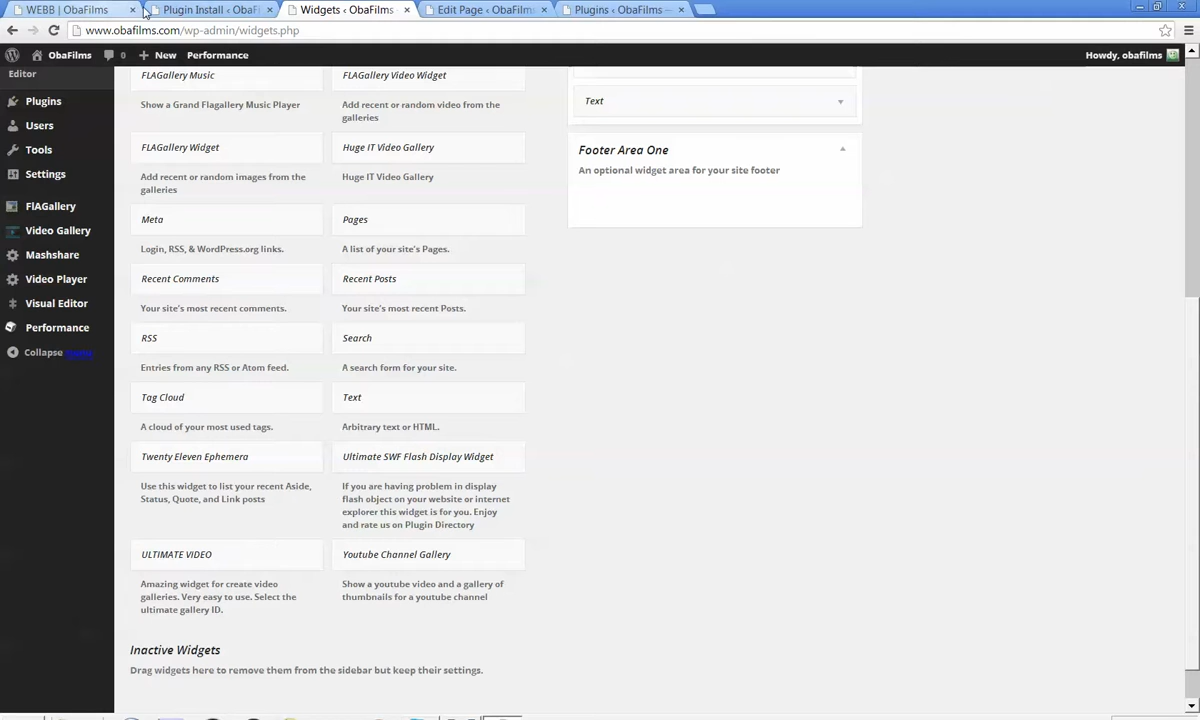 WEBB | ObaFilms
Plugin Install ‹ ObaFi
Widgets ‹ ObaFilms
Edit Page ‹ ObaFilms
Plugins ‹ ObaFilms —
www.obafilms.com/wp-admin/widgets.php
ObaFilms
0
New
Performance
Howdy, obafilms
Editor
Plugins
Users
Tools
Settings
FlAGallery
Video Gallery
Mashshare
Video Player
Visual Editor
Performance
Collapse menu
FLAGallery Music
FLAGallery Video Widget
Show a Grand Flagallery Music Player
Add recent or random video from the
galleries
FLAGallery Widget
Huge IT Video Gallery
Add recent or random images from the
galleries
Huge IT Video Gallery
Meta
Pages
Login, RSS, & WordPress.org links.
A list of your site's Pages.
Recent Comments
Recent Posts
Your site's most recent comments.
Your site's most recent Posts.
RSS
Search
Entries from any RSS or Atom feed.
A search form for your site.
Tag Cloud
Text
A cloud of your most used tags.
Arbitrary text or HTML.
Twenty Eleven Ephemera
Ultimate SWF Flash Display Widget
Use this widget to list your recent Aside,
Status, Quote, and Link posts
If you are having problem in display
flash object on your website or internet
explorer this widget is for you. Enjoy
and rate us on Plugin Directory
ULTIMATE VIDEO
Youtube Channel Gallery
Amazing widget for create video
galleries. Very easy to use. Select the
ultimate gallery ID.
Show a youtube video and a gallery of
thumbnails for a youtube channel
Inactive Widgets
Drag widgets here to remove them from the sidebar but keep their settings.
Text
Footer Area One
An optional widget area for your site footer